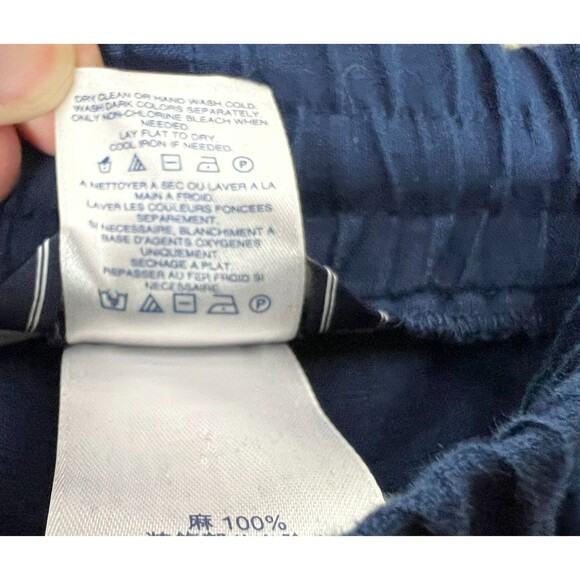 DRY CLEAN OR HAND WASH COLD.
WASH DARK COLORS SEPARATELY.
ONLY NON-CHLORINE BLEACH WHEN
NEEDED.
LAY FLAT TO DRY
COOL IRON IF NEEDED.
P
A NETTOYER À SEC OU LAVER A LA
MAIN À FROID.
LAVER LES COULEURS FONCÉES
SEPAREMENT.
SI NECESSAIRE, BLANCHIMENT A
BASE D'AGENTS OXYGENES
UNIQUEMENT.
SECHAGE A PLAT.
REPASSER AU FER FROID SI
NECESSAIRE.
P
麻 100%